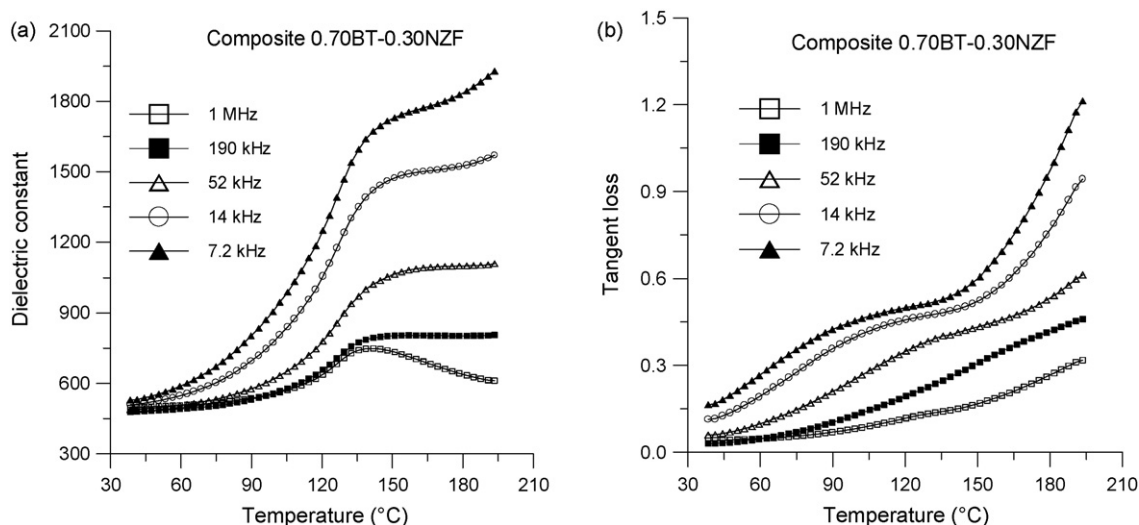 (a)
Composite 0.70BT-0.30NZF
1 MHz
190 kHz
52 kHz
14 kHz
7.2 kHz
Dielectric constant
2100
1800
1500
1200
900
600
300
30 60 90 120 150 180 210
Temperature (°C)
(b)
Composite 0.70BT-0.30NZF
1 MHz
190 kHz
52 kHz
14 kHz
7.2 kHz
Tangent loss
1.5
1.2
0.9
0.6
0.3
0.0
30 60 90 120 150 180 210
Temperature (°C)